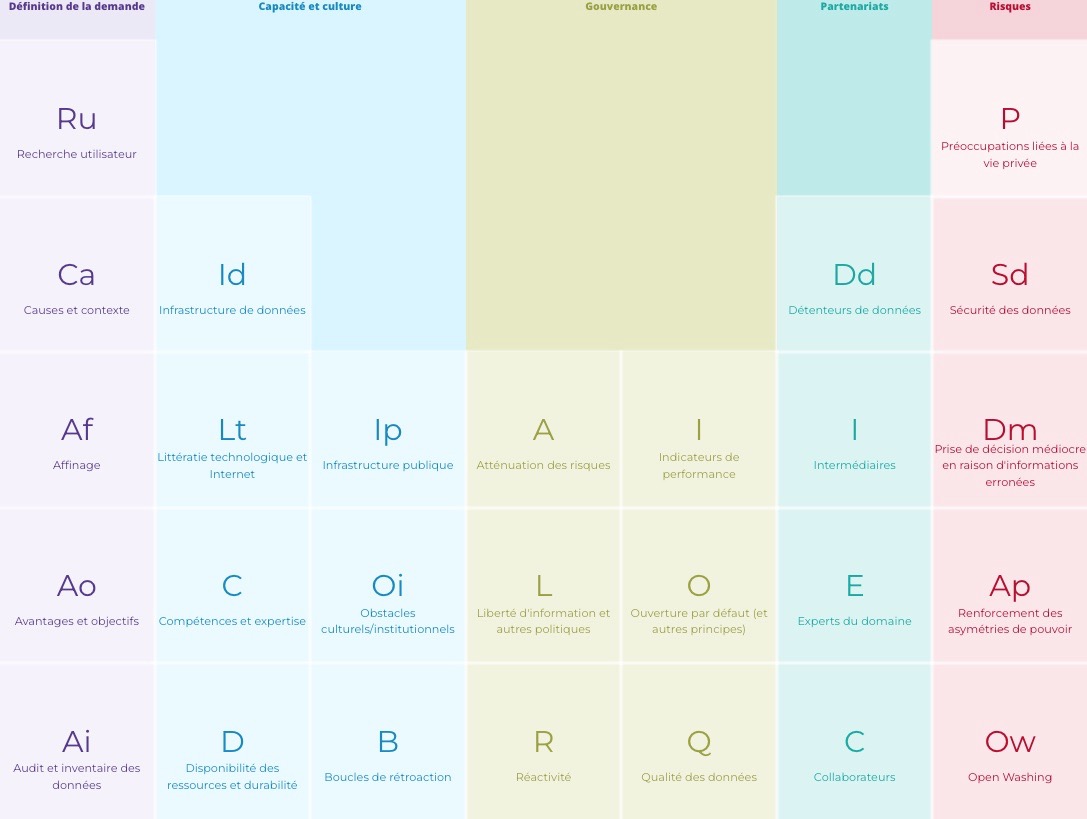 Définition de la demande
Capacité et culture
Gouvernance
Partenariats
Risques
Ru
Recherche utilisateur
P
Préoccupations liées à la
vie privée
Ca
Causes et contexte
Id
Infrastructure de données
Dd
Détenteurs de données
Sd
Sécurité des données
Af
Affinage
Lt
Littératie technologique et
Internet
Ip
Infrastructure publique
A
Atténuation des risques
I
Indicateurs de
performance
I
Intermédiaires
Dm
Prise de décision médiocre
en raison d'informations
erronées
Ao
Avantages et objectifs
C
Compétences et expertise
Oi
Obstacles
culturels/institutionnels
L
Liberté d'information et
autres politiques
O
Ouverture par défaut (et
autres principes)
E
Experts du domaine
Ap
Renforcement des
asymétries de pouvoir
Ai
Audit et inventaire des
données
D
Disponibilité des
ressources et durabilité
B
Boucles de rétroaction
R
Réactivité
Q
Qualité des données
C
Collaborateurs
Ow
Open Washing